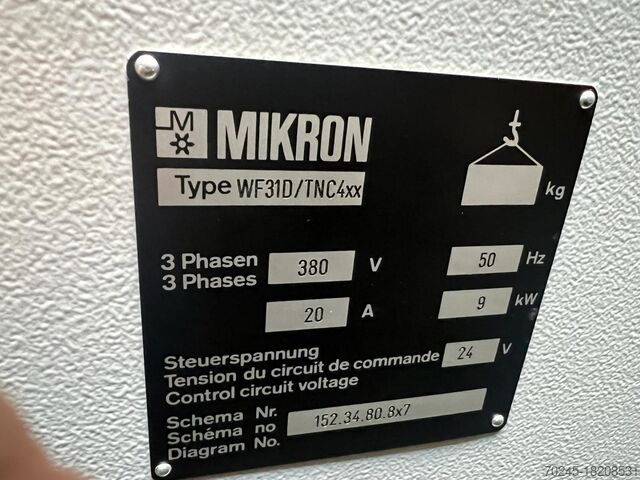 M MIKRON
Type WF31D/TNC4xx
kg
3 Phasen
3 Phases
380 V
50 Hz
20 A
9 kW
Steuerspannung
Tension du circuit de commande
Control circuit voltage
24 V
Schema Nr.
Schéma no
Diagram No.
152.34.80.8x7
70245-18208531